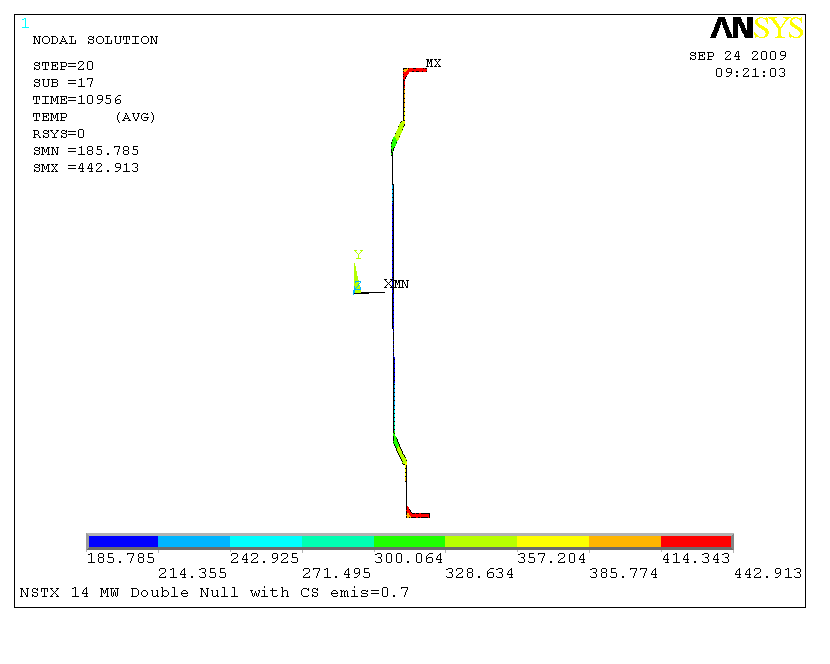 1
ANSYS
NODAL SOLUTION
SEP 24 2009
09:21:03
STEP=20
SUB =17
TIME=10956
TEMP (AVG)
RSYS=0
SMN =185.785
SMX =442.913
MX
Y
Z
XMN
185.785 242.925 300.064 357.204 414.343
214.355 271.495 328.634 385.774 442.913
NSTX 14 MW Double Null with CS emis=0.7